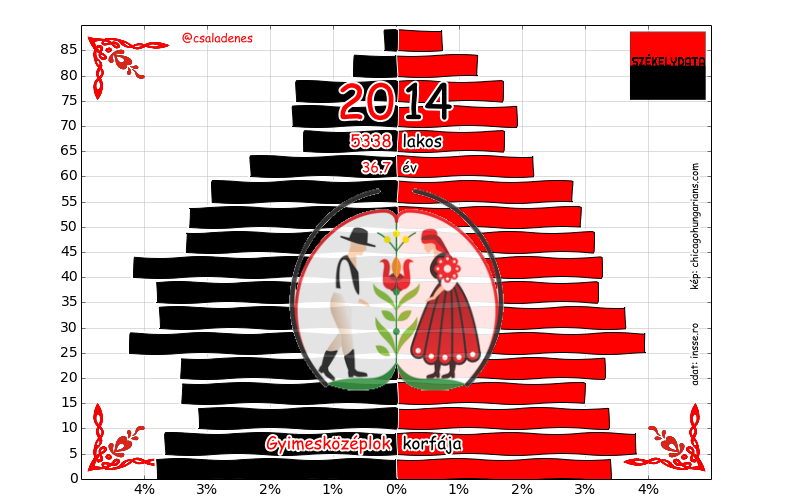 @csaladenes
SZÉKELYDATA
2014
5338 lakos
36.7 év
Gyimesközéplok korfája
kép: chicagohungarians.com
adat: insse.ro
85
80
75
70
65
60
55
50
45
40
35
30
25
20
15
10
5
0
4% 3% 2% 1% 0% 1% 2% 3% 4%